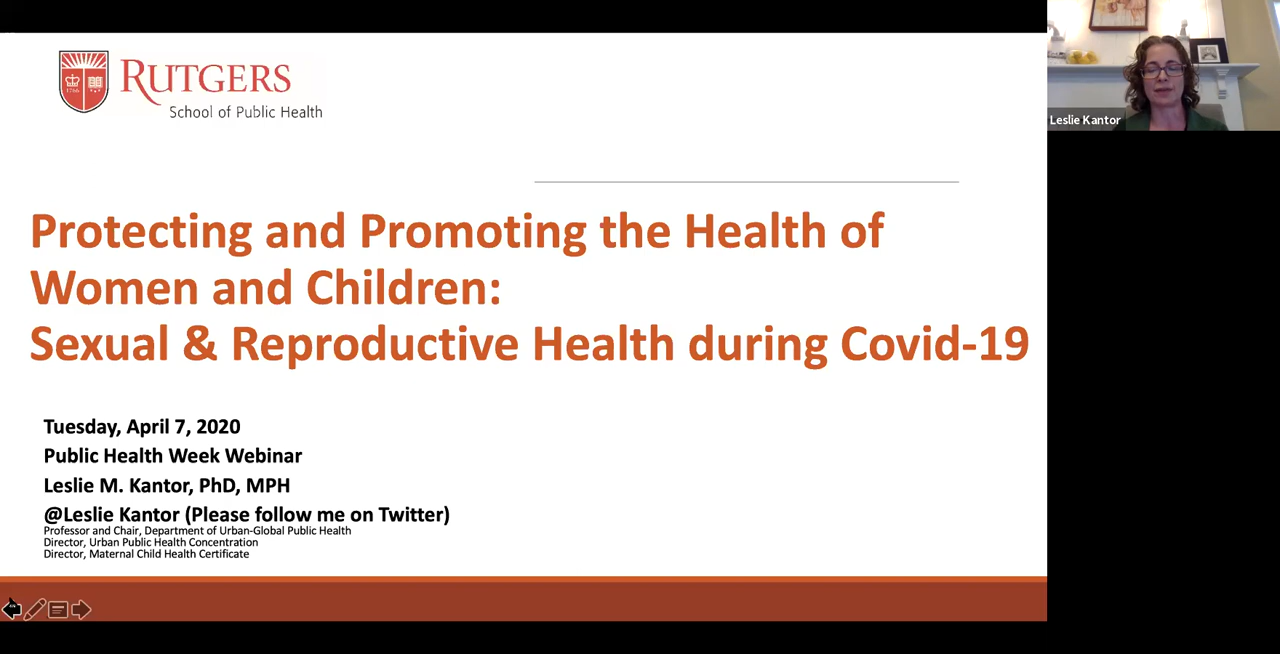 RUTGERS
School of Public Health
1766
Leslie Kantor
Protecting and Promoting the Health of
Women and Children:
Sexual & Reproductive Health during Covid-19
Tuesday, April 7, 2020
Public Health Week Webinar
Leslie M. Kantor, PhD, MPH
@Leslie Kantor (Please follow me on Twitter)
Professor and Chair, Department of Urban-Global Public Health
Director, Urban Public Health Concentration
Director, Maternal Child Health Certificate